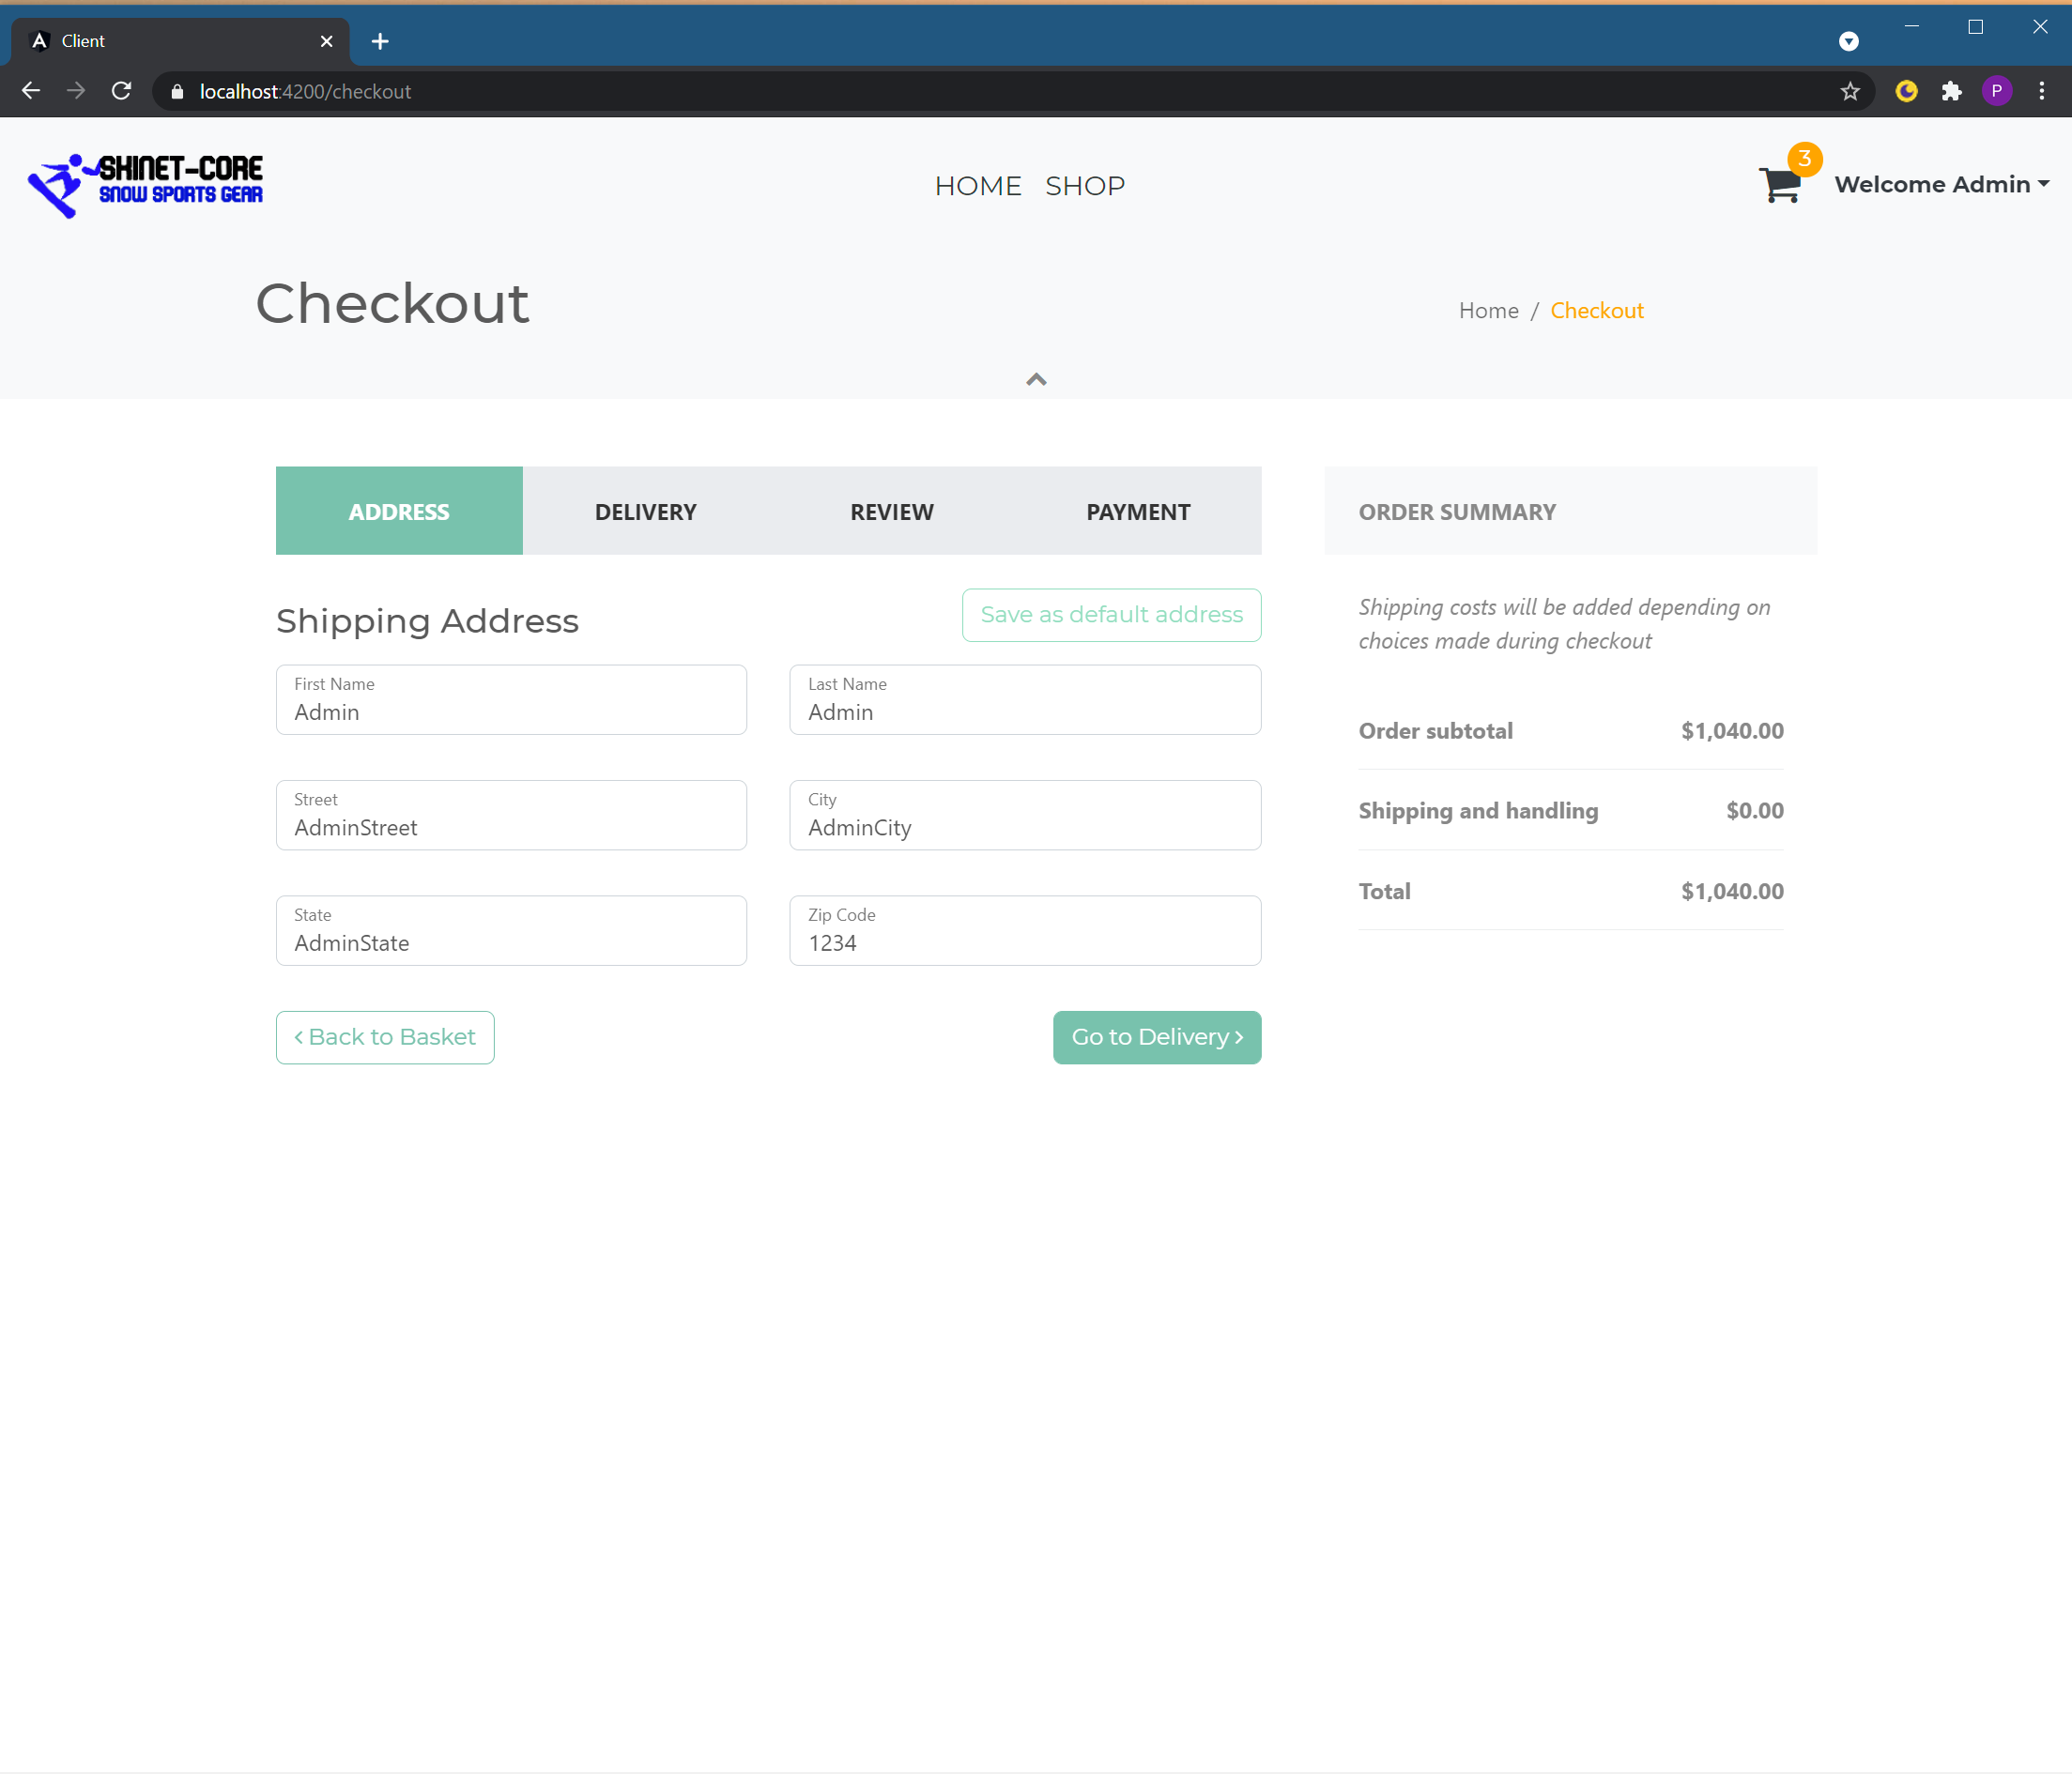 Client
localhost:4200/checkout
P
SKINET-CORE
SNOW SPORTS GEAR
HOME SHOP
3
Welcome Admin
Checkout
Home / Checkout
ADDRESS DELIVERY REVIEW PAYMENT
Shipping Address
Save as default address
First Name
Admin
Last Name
Admin
Street
AdminStreet
City
AdminCity
State
AdminState
Zip Code
1234
Back to Basket
Go to Delivery
ORDER SUMMARY
Shipping costs will be added depending on
choices made during checkout
Order subtotal $1,040.00
Shipping and handling $0.00
Total $1,040.00